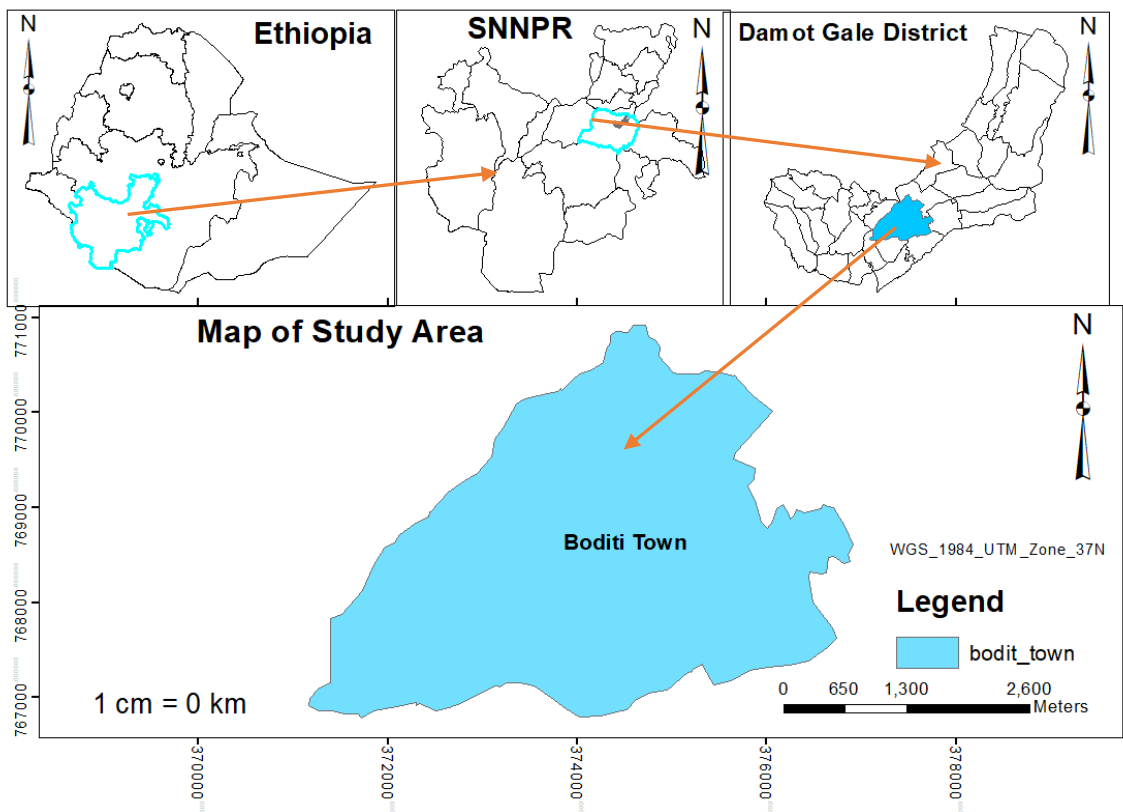 N
Ethiopia
SNNPR
N
Damot Gale District
N
Map of Study Area
N
771000
770000
769000
768000
767000
Boditi Town
WGS_1984_UTM_Zone_37N
Legend
bodit_town
1 cm = 0 km
0 650 1,300 2,600
Meters
370000
372000
374000
376000
378000